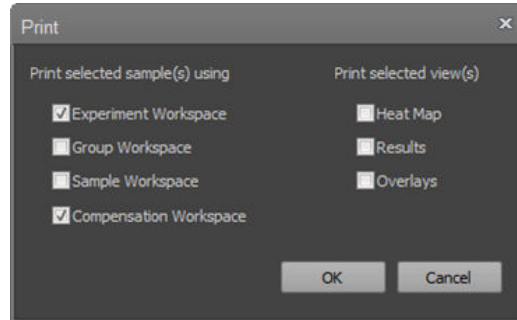 Print
Print selected sample(s) using
Experiment Workspace
Group Workspace
Sample Workspace
Compensation Workspace
Print selected view(s)
Heat Map
Results
Overlays
OK
Cancel